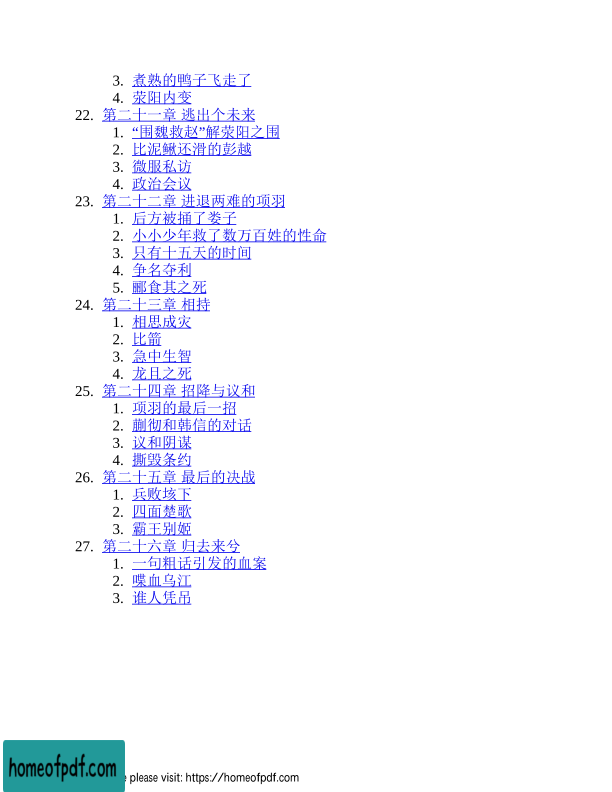 3. 煮熟的鸭子飞走了
4. 荥阳内变
22. 第二十一章 逃出个未来
1. “围魏救赵”解荥阳之围
2. 比泥鳅还滑的彭越
3. 微服私访
4. 政治会议
23. 第二十二章 进退两难的项羽
1. 后方被捅了娄子
2. 小小少年救了数万百姓的性命
3. 只有十五天的时间
4. 争名夺利
5. 郦食其之死
24. 第二十三章 相持
1. 相思成灾
2. 比箭
3. 急中生智
4. 龙且之死
25. 第二十四章 招降与议和
1. 项羽的最后一招
2. 蒯彻和韩信的对话
3. 议和阴谋
4. 撕毁条约
26. 第二十五章 最后的决战
1. 兵败垓下
2. 四面楚歌
3. 霸王别姬
27. 第二十六章 归去来兮
1. 一句粗话引发的血案
2. 喋血乌江
3. 谁人凭吊
homeofpdf.com
e please visit: https://homeofpdf.com